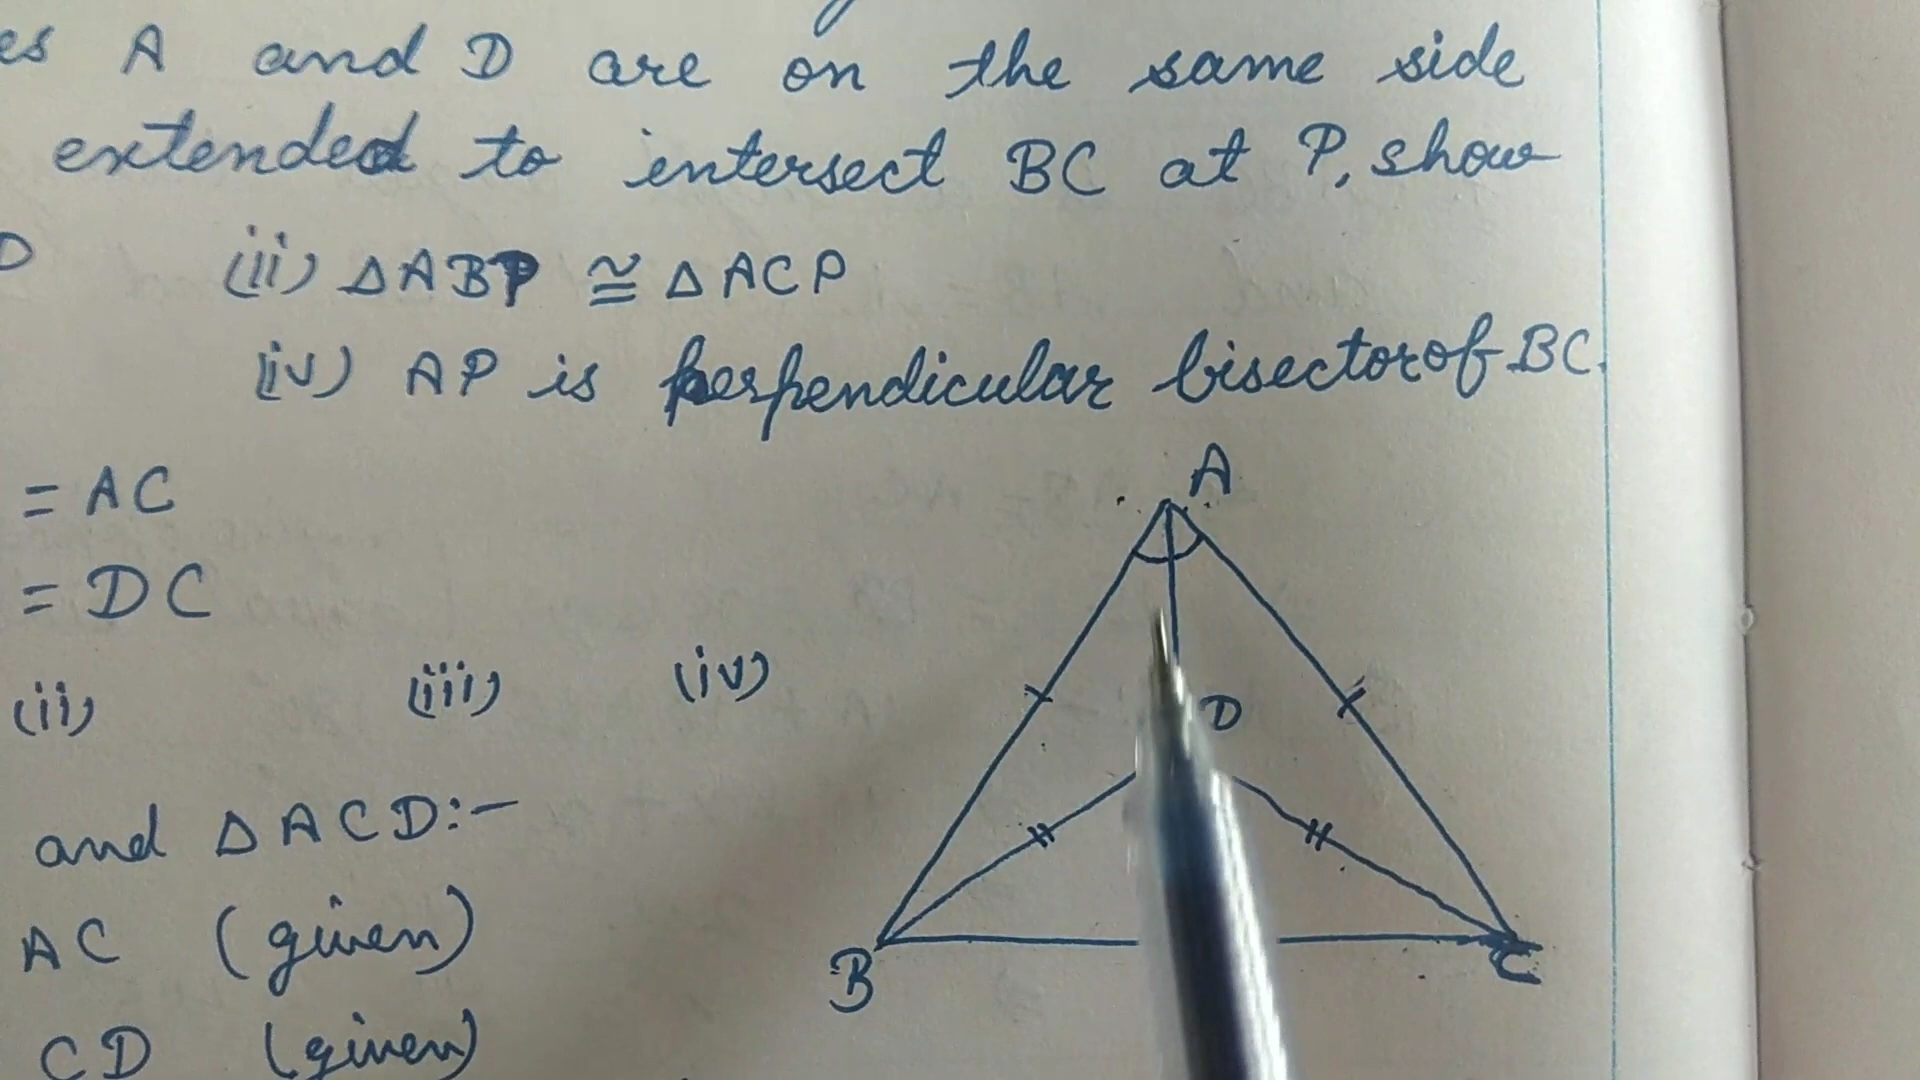 es A and D are on the same side
extended to intersect BC at P, show
D (ii) ΔABP ≅ ΔACP
(iv) AP is perpendicular bisector of BC.
= AC
= DC
(ii) (iii) (iv)
and ΔACD:-
AC (given)
CD (given)
A
D
B
C